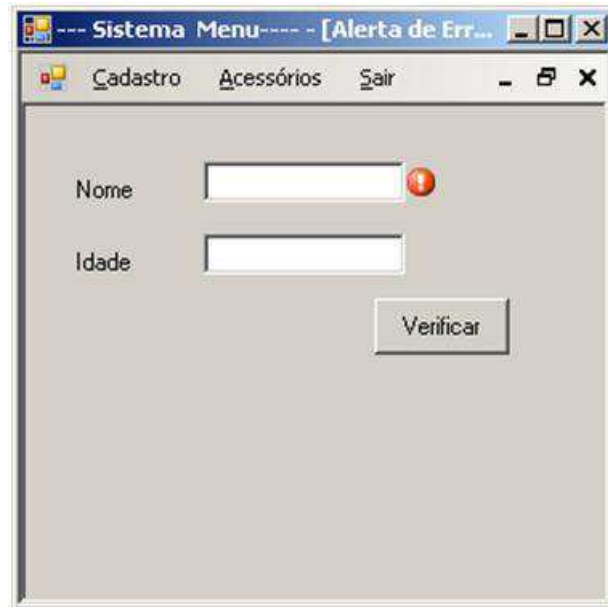 --- Sistema Menu---- - [Alerta de Err...
Cadastro Acessórios Sair
Nome
Idade
Verificar